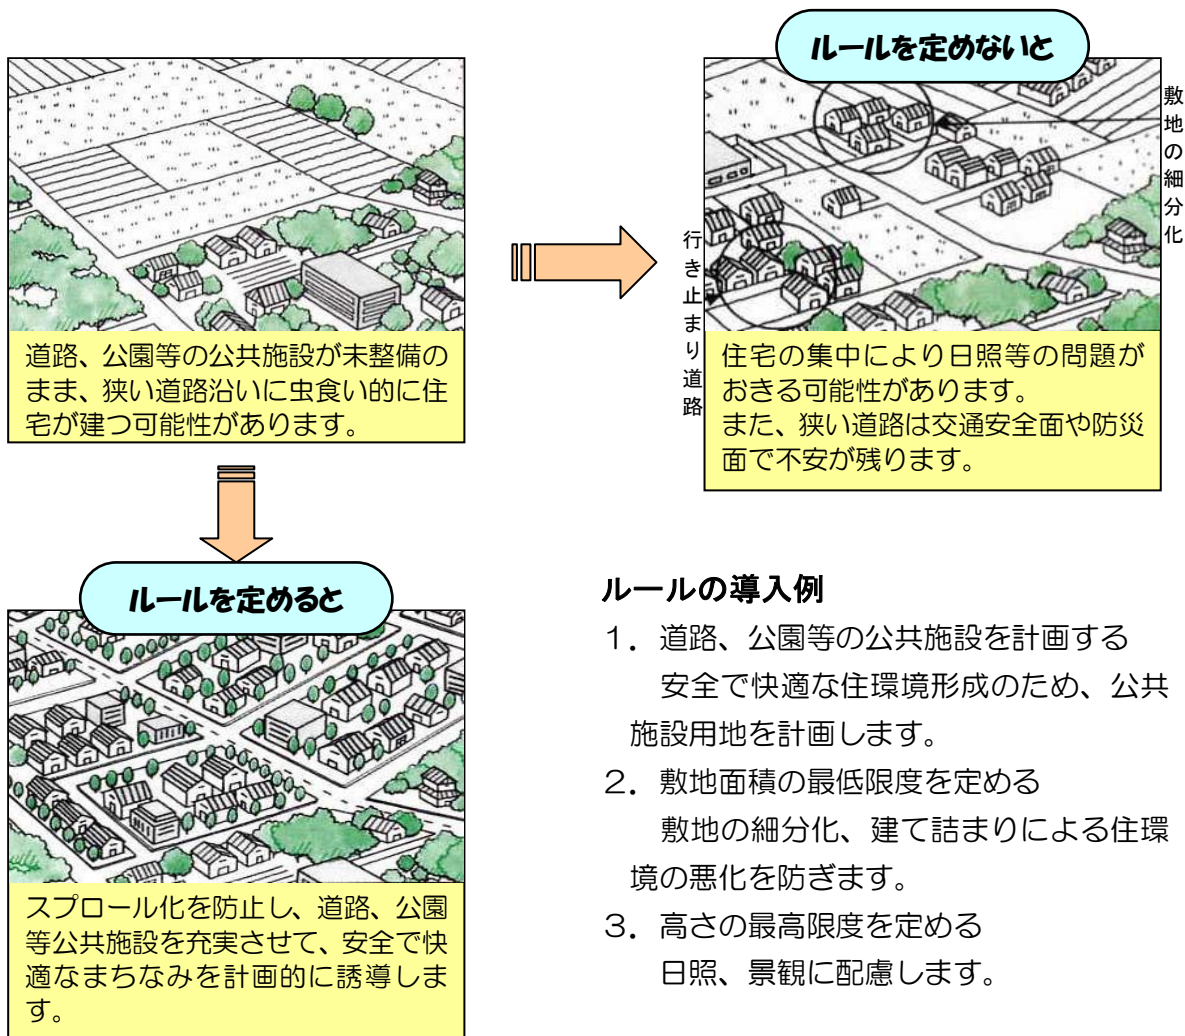 ルールを定めないと
敷地の細分化
行き止まり道路
道路、公園等の公共施設が未整備の
まま、狭い道路沿いに虫食い的に住
宅が建つ可能性があります。
住宅の集中により日照等の問題が
おきる可能性があります。
また、狭い道路は交通安全面や防災
面で不安が残ります。
ルールを定めると
スプロール化を防止し、道路、公園
等公共施設を充実させて、安全で快
適なまちなみを計画的に誘導しま
す。
ルールの導入例
１．道路、公園等の公共施設を計画する
安全で快適な住環境形成のため、公共
施設用地を計画します。
２．敷地面積の最低限度を定める
敷地の細分化、建て詰まりによる住環
境の悪化を防ぎます。
３．高さの最高限度を定める
日照、景観に配慮します。